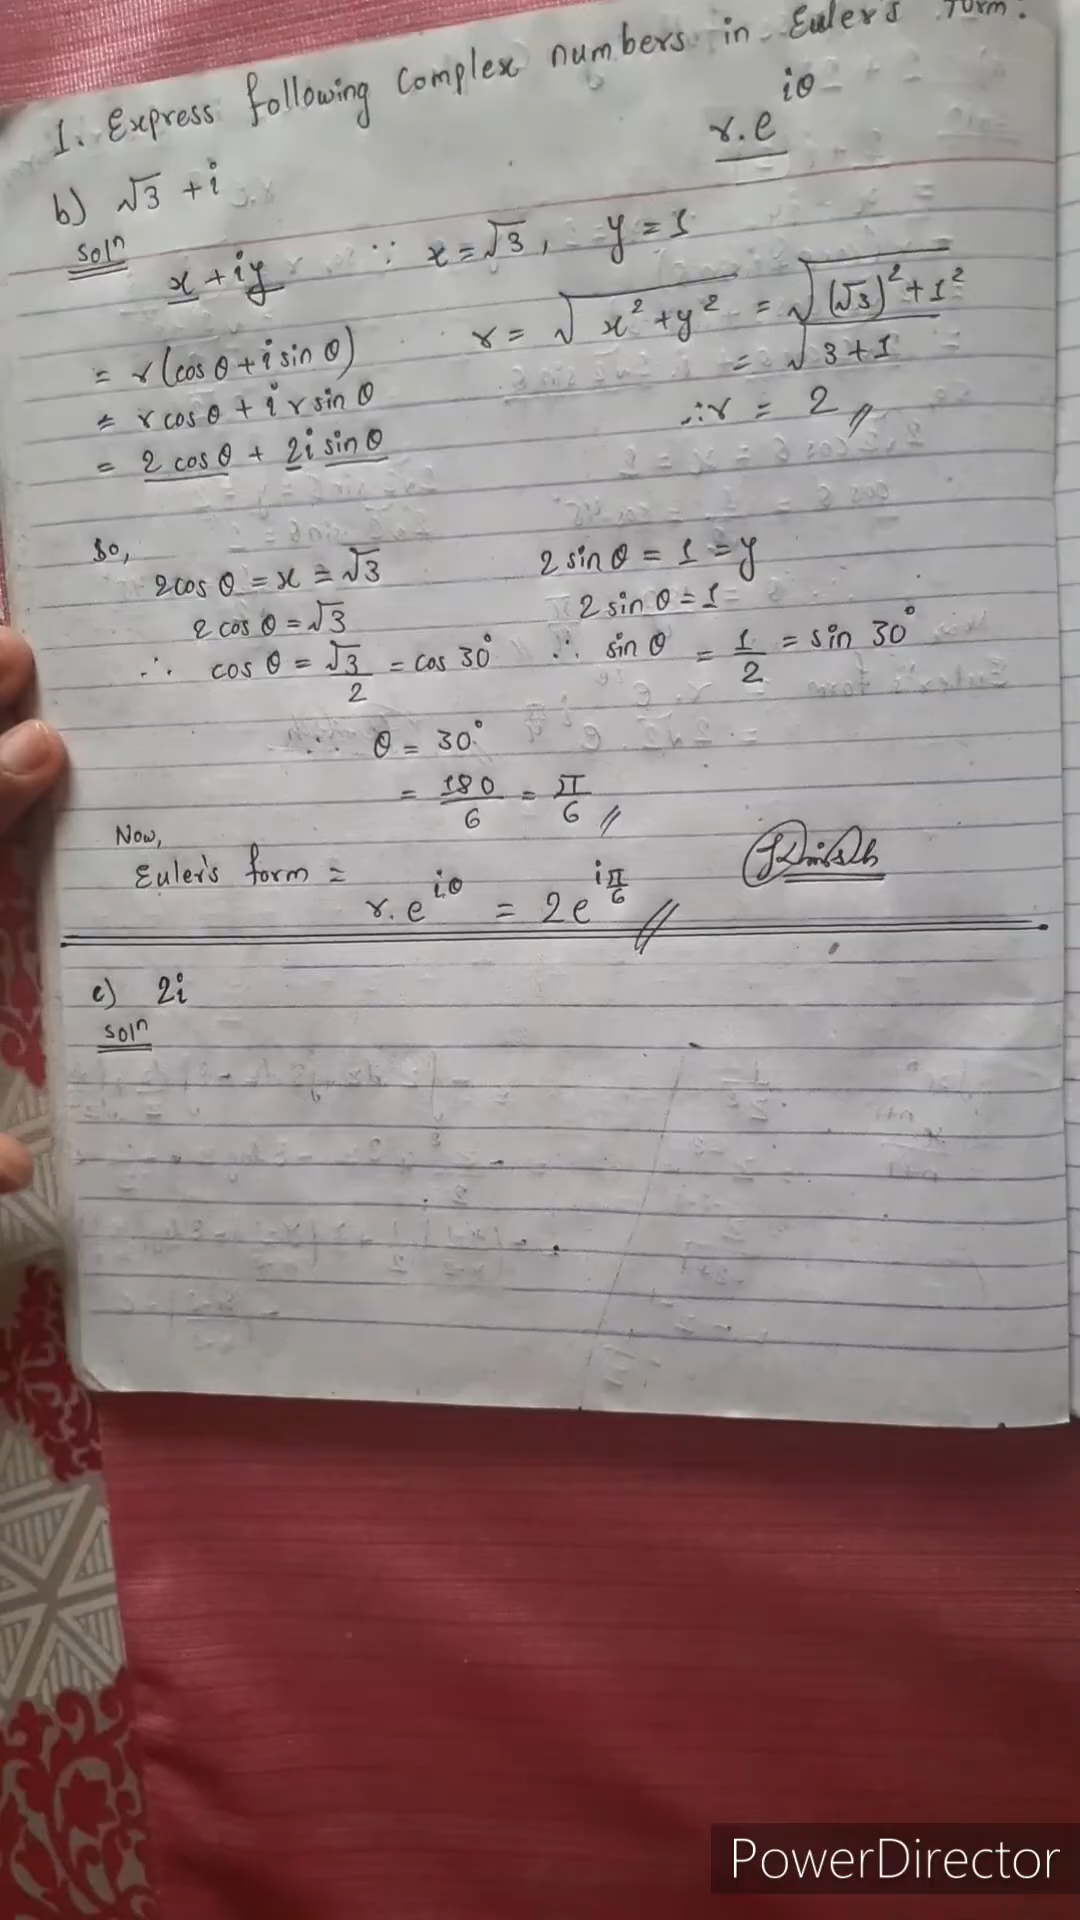 1. Express following complex numbers in Euler's form.
r.e^{iθ}
b) √3 + i
Solⁿ
x + iy ∵ x = √3, y = 1
= r(cos θ + i sin θ)
= r cos θ + i r sin θ
= 2 cos θ + 2i sin θ
r = √(x² + y²) = √((√3)² + 1²)
= √(3+1)
∴ r = 2 //
So,
2cos θ = x = √3
2 cos θ = √3
∴ cos θ = √3/2 = cos 30°
2 sin θ = 1 = y
2 sin θ = 1
∴ sin θ = 1/2 = sin 30°
∴ θ = 30°
= 180/6 = π/6 //
Now,
Euler's form =
r.e^{iθ} = 2e^{iπ/6} //
c) 2i
Solⁿ
PowerDirector